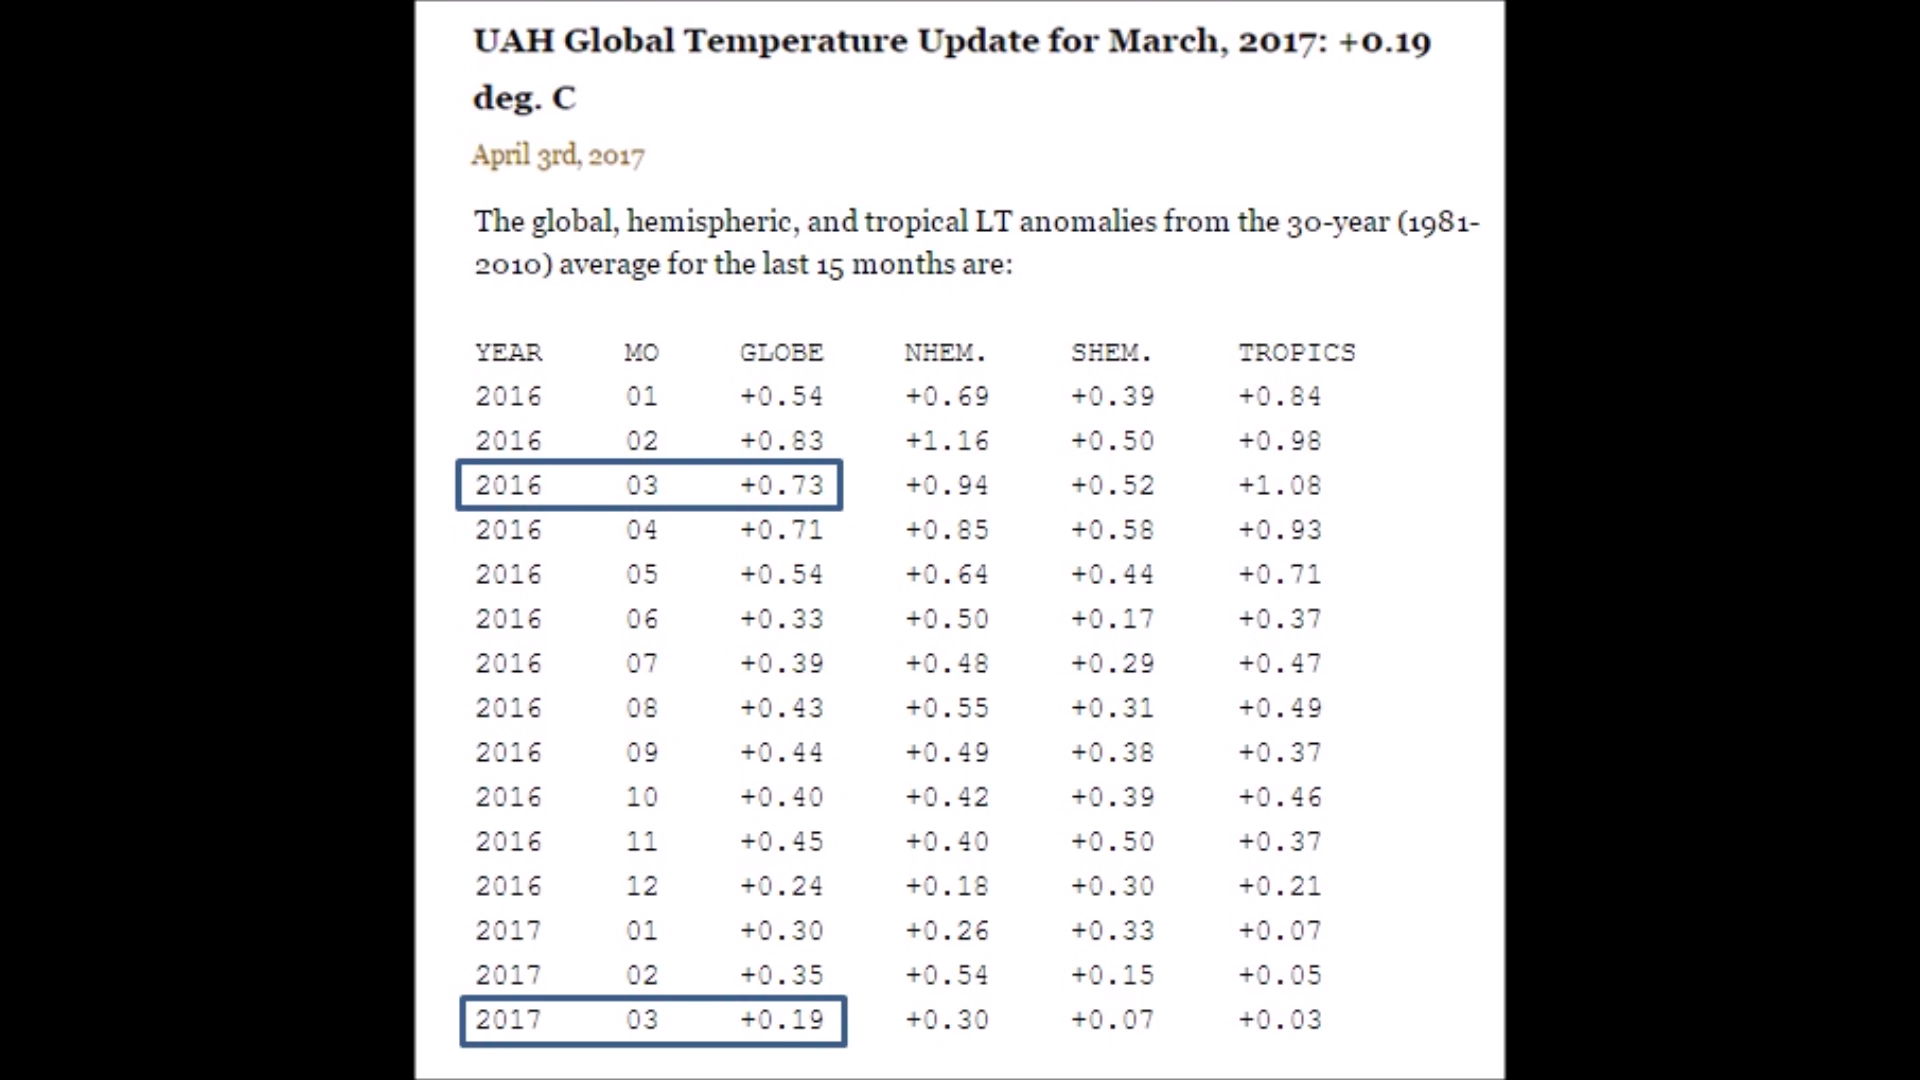 UAH Global Temperature Update for March, 2017: +0.19
deg. C
April 3rd, 2017
The global, hemispheric, and tropical LT anomalies from the 30-year (1981-
2010) average for the last 15 months are:
YEAR MO GLOBE NHEM. SHEM. TROPICS
2016 01 +0.54 +0.69 +0.39 +0.84
2016 02 +0.83 +1.16 +0.50 +0.98
2016 03 +0.73 +0.94 +0.52 +1.08
2016 04 +0.71 +0.85 +0.58 +0.93
2016 05 +0.54 +0.64 +0.44 +0.71
2016 06 +0.33 +0.50 +0.17 +0.37
2016 07 +0.39 +0.48 +0.29 +0.47
2016 08 +0.43 +0.55 +0.31 +0.49
2016 09 +0.44 +0.49 +0.38 +0.37
2016 10 +0.40 +0.42 +0.39 +0.46
2016 11 +0.45 +0.40 +0.50 +0.37
2016 12 +0.24 +0.18 +0.30 +0.21
2017 01 +0.30 +0.26 +0.33 +0.07
2017 02 +0.35 +0.54 +0.15 +0.05
2017 03 +0.19 +0.30 +0.07 +0.03